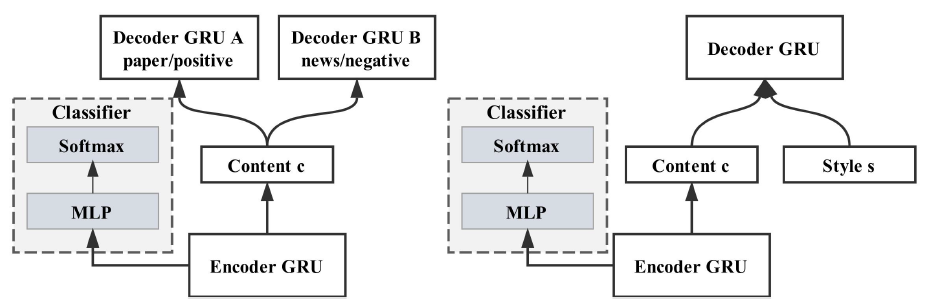 Decoder GRU A
paper/positive
Decoder GRU B
news/negative
Classifier
Softmax
MLP
Content c
Encoder GRU
Decoder GRU
Classifier
Softmax
MLP
Content c
Style s
Encoder GRU